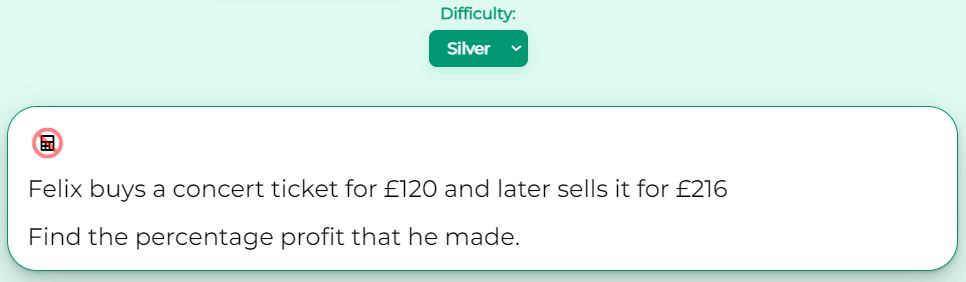 Difficulty:
Silver
Felix buys a concert ticket for £120 and later sells it for £216
Find the percentage profit that he made.